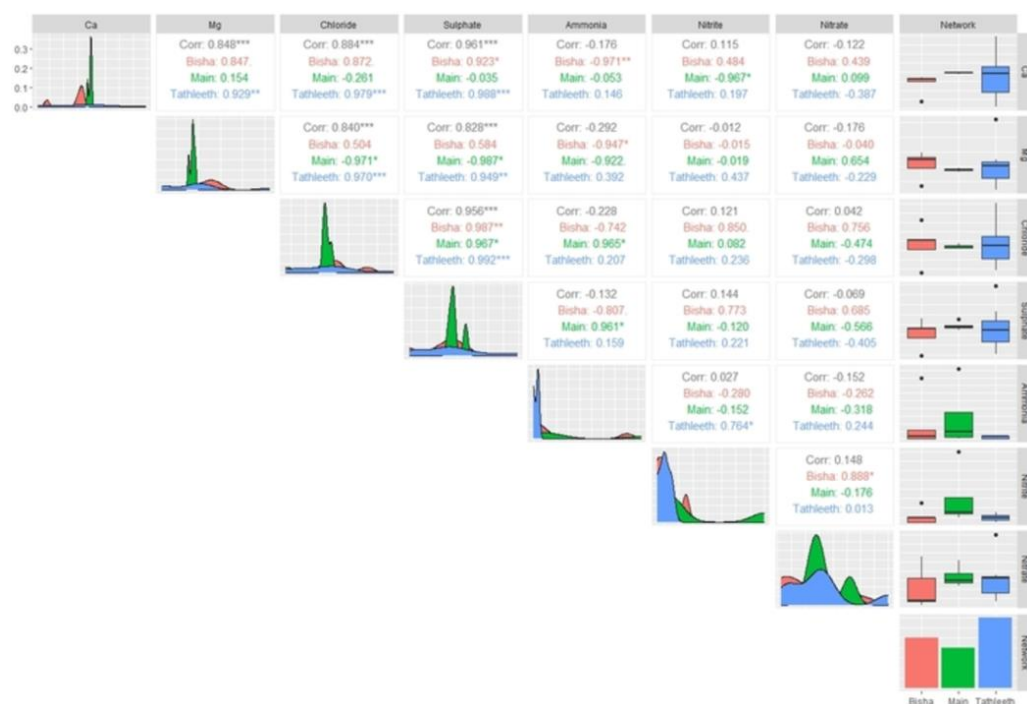 Ca Mg Chloride Sulphate Ammonia Nitrite Nitrate Network
Corr: 0.848*** Corr: 0.884*** Corr: 0.961*** Corr: -0.176 Corr: 0.115 Corr: -0.122
0.3
Bisha: 0.847. Bisha: 0.872. Bisha: 0.923* Bisha: -0.971** Bisha: 0.484 Bisha: 0.439
0.2
Main: 0.154 Main: -0.261 Main: -0.035 Main: -0.053 Main: -0.967* Main: 0.099
0.1
Tathleeth: 0.929** Tathleeth: 0.979*** Tathleeth: 0.988*** Tathleeth: 0.146 Tathleeth: 0.197 Tathleeth: -0.387
0.0
Ca
Corr: 0.840*** Corr: 0.828*** Corr: -0.292 Corr: -0.012 Corr: -0.176
Bisha: 0.504 Bisha: 0.584 Bisha: -0.947* Bisha: -0.015 Bisha: -0.040
Main: -0.971* Main: -0.987* Main: -0.922. Main: -0.019 Main: 0.654
Tathleeth: 0.970*** Tathleeth: 0.949** Tathleeth: 0.392 Tathleeth: 0.437 Tathleeth: -0.229
Mg
Corr: 0.956*** Corr: -0.228 Corr: 0.121 Corr: 0.042
Bisha: 0.987** Bisha: -0.742 Bisha: 0.850. Bisha: 0.756
Main: 0.967* Main: 0.965* Main: 0.082 Main: -0.474
Tathleeth: 0.992*** Tathleeth: 0.207 Tathleeth: 0.236 Tathleeth: -0.298
Chloride
Corr: -0.132 Corr: 0.144 Corr: -0.069
Bisha: -0.807. Bisha: 0.773 Bisha: 0.685
Main: 0.961* Main: -0.120 Main: -0.566
Tathleeth: 0.159 Tathleeth: 0.221 Tathleeth: -0.405
Sulphate
Corr: 0.027 Corr: -0.152
Bisha: -0.280 Bisha: -0.262
Main: -0.152 Main: -0.318
Tathleeth: 0.764* Tathleeth: 0.244
Ammonia
Corr: 0.148
Bisha: 0.888*
Main: -0.176
Tathleeth: 0.013
Nitrite
Nitrate
Network
Bisha Main Tathleeth